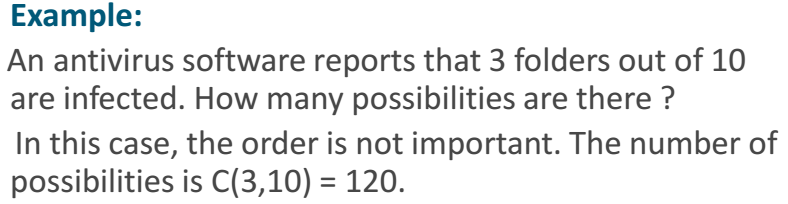 Example:
An antivirus software reports that 3 folders out of 10
are infected. How many possibilities are there ?
In this case, the order is not important. The number of
possibilities is C(3,10) = 120.